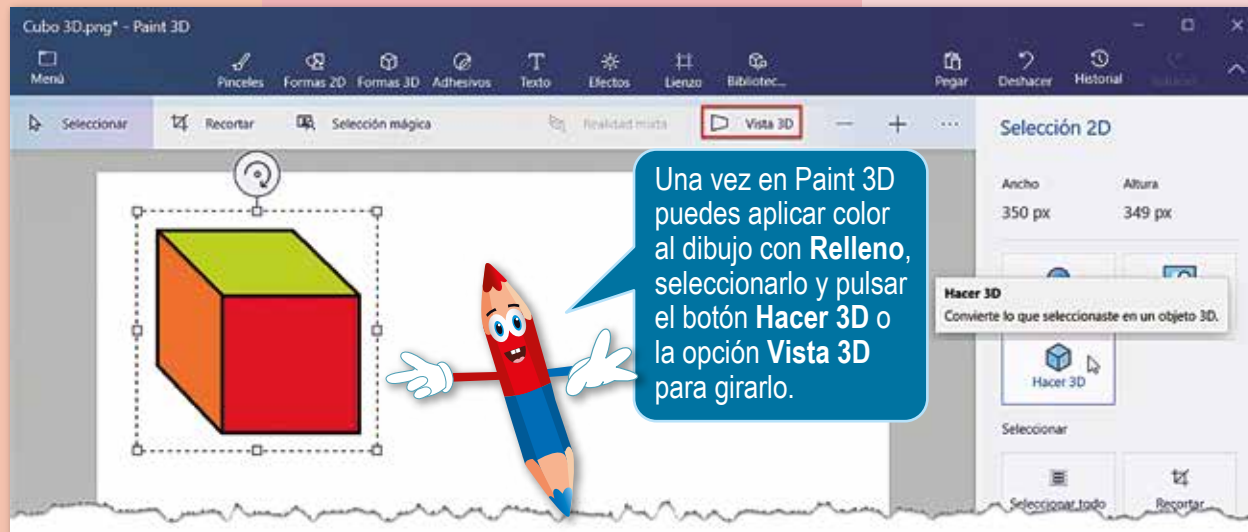 Cubo 3D.png* - Paint 3D
Menú
Pinceles Formas 2D Formas 3D Adhesivos Texto Efectos Lienzo Bibliotec... Pegar Deshacer Historial
Seleccionar Recortar Selección mágica Realidad mixta Vista 3D
Selección 2D
Ancho Altura
350 px 349 px
Una vez en Paint 3D
puedes aplicar color
al dibujo con Relleno,
seleccionarlo y pulsar
el botón Hacer 3D o
la opción Vista 3D
para girarlo.
Hacer 3D
Convierte lo que seleccionaste en un objeto 3D.
Hacer 3D
Seleccionar
Seleccionar todo Recortar